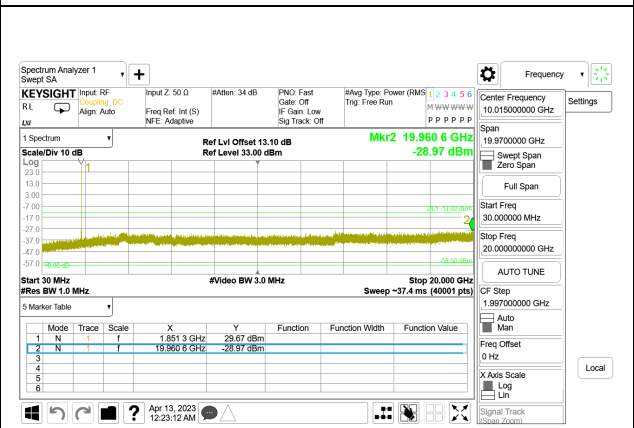 Spectrum Analyzer 1
Swept SA
Frequency
KEYSIGHT Input: RF Input Z: 50 Ω #Atten: 34 dB PNO: Fast #Avg Type: Power (RMS 1 2 3 4 5 6
RL Coupling: DC Gate: Off Trig: Free Run M W W W W W
Align: Auto Freq Ref: Int (S) IF Gain: Low
NFE: Adaptive Sig Track: Off P P P P P P
1 Spectrum
Ref Lvl Offset 13.10 dB
Mkr2 19.960 6 GHz
Scale/Div 10 dB
Ref Level 33.00 dBm
-28.97 dBm
Log
1
23.0
13.0
3.00
-7.00
DL1 -13.00 dBm
-17.0
2
-27.0
-37.0
-47.0
-57.0
Start 30 MHz
#Video BW 3.0 MHz
Stop 20.000 GHz
#Res BW 1.0 MHz
Sweep ~37.4 ms (40001 pts)
5 Marker Table
Mode Trace Scale X Y Function Function Width Function Value
1 N 1 f 1.851 3 GHz 29.67 dBm
2 N 1 f 19.960 6 GHz -28.97 dBm
3
4
5
6
Apr 13, 2023
12:23:12 AM
Center Frequency
10.015000000 GHz
Settings
Span
19.9700000 GHz
Swept Span
Zero Span
Full Span
Start Freq
30.000000 MHz
Stop Freq
20.000000000 GHz
AUTO TUNE
CF Step
1.997000000 GHz
Auto
Man
Freq Offset
0 Hz
Local
X Axis Scale
Log
Lin
Signal Track
(Span Zoom)